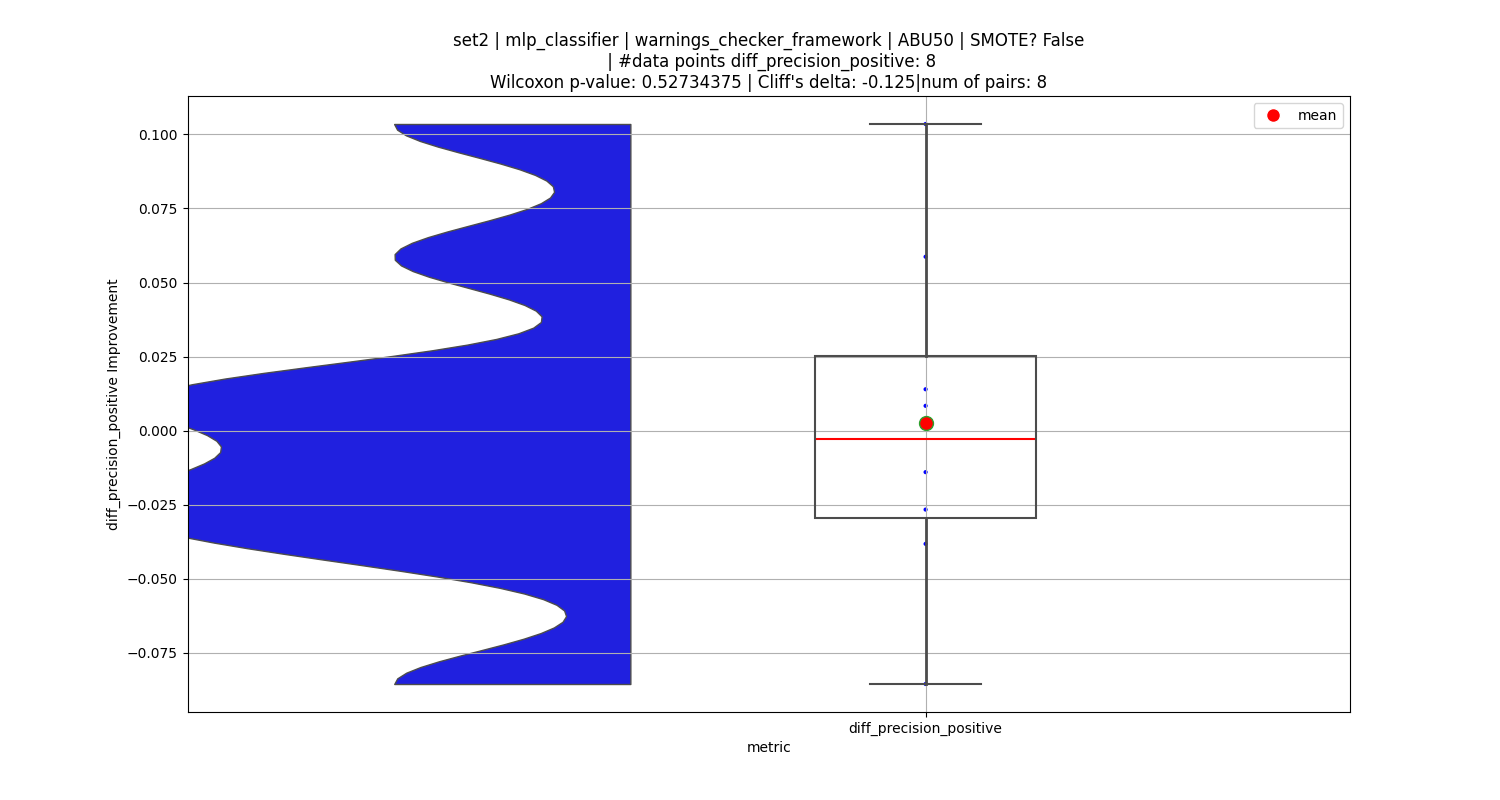 set2 | mlp_classifier | warnings_checker_framework | ABU50 | SMOTE? False
| #data points diff_precision_positive: 8
Wilcoxon p-value: 0.52734375 | Cliff's delta: -0.125|num of pairs: 8
mean
0.100
0.075
0.050
0.025
0.000
−0.025
−0.050
−0.075
diff_precision_positive Improvement
diff_precision_positive
metric